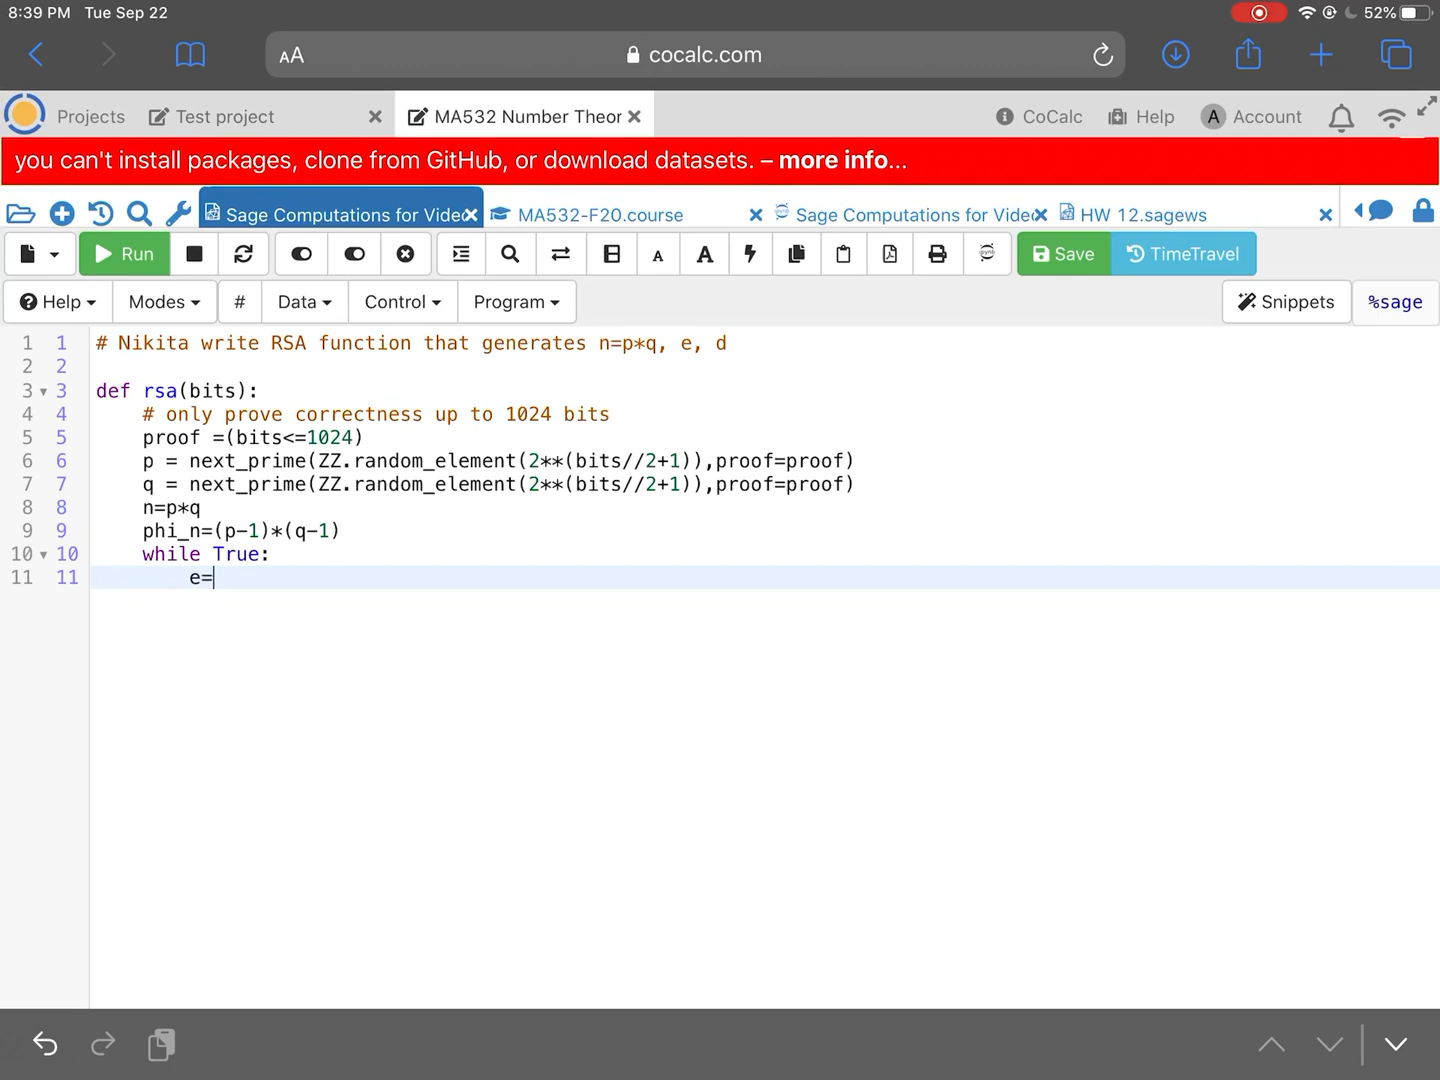 8:39 PM Tue Sep 22 52%
AA cocalc.com
Projects Test project MA532 Number Theor CoCalc Help A Account
you can't install packages, clone from GitHub, or download datasets. – more info...
Sage Computations for Videc MA532-F20.course Sage Computations for Videc HW 12.sagews
Run A A Save TimeTravel
Help Modes # Data Control Program Snippets %sage
1 1 # Nikita write RSA function that generates n=p*q, e, d
2 2
3 3 def rsa(bits):
4 4 # only prove correctness up to 1024 bits
5 5 proof =(bits<=1024)
6 6 p = next_prime(ZZ.random_element(2**(bits//2+1)),proof=proof)
7 7 q = next_prime(ZZ.random_element(2**(bits//2+1)),proof=proof)
8 8 n=p*q
9 9 phi_n=(p-1)*(q-1)
10 10 while True:
11 11 e=